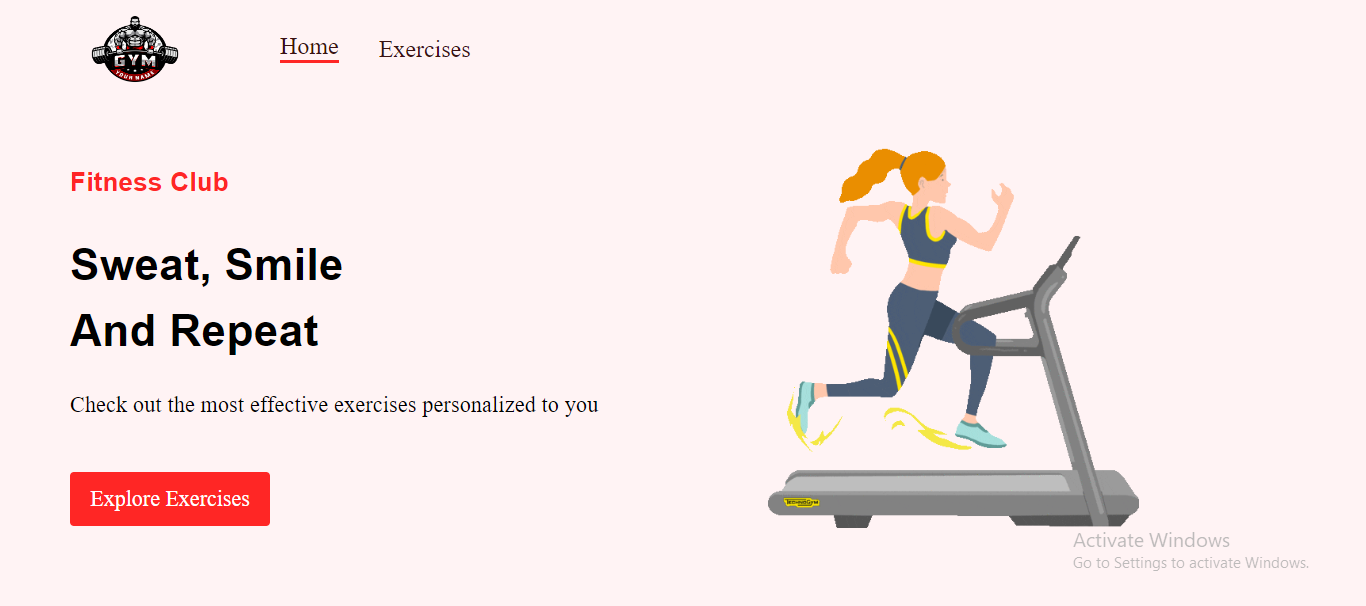 GYM
YOUR NAME
Home
Exercises
Fitness Club
Sweat, Smile
And Repeat
Check out the most effective exercises personalized to you
Explore Exercises
TECHNOGYM
Activate Windows
Go to Settings to activate Windows.